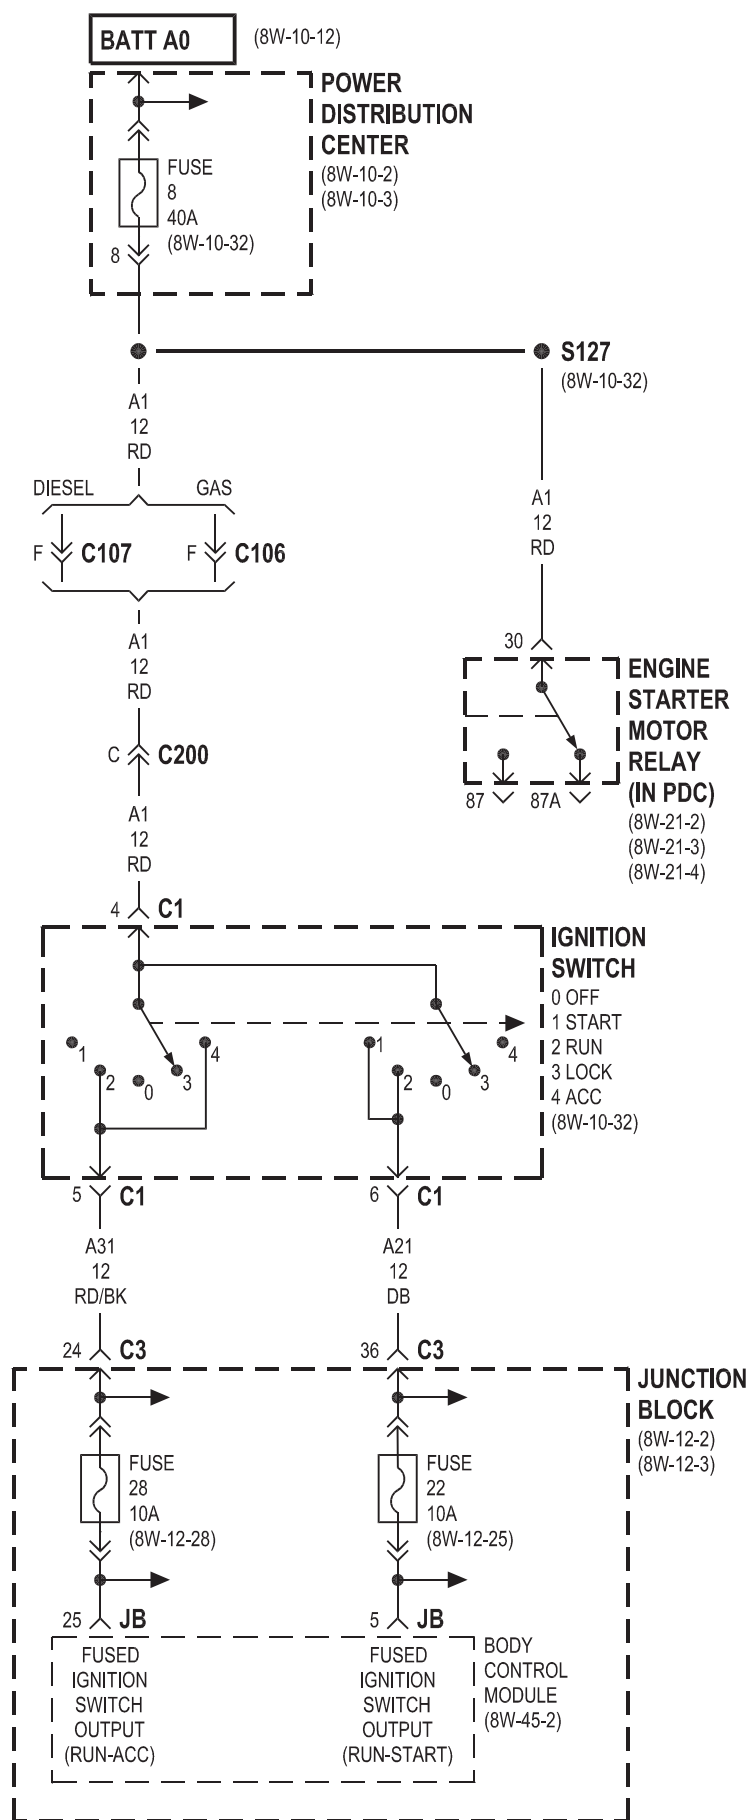 BATT A0
(8W-10-12)
POWER
DISTRIBUTION
CENTER
(8W-10-2)
(8W-10-3)
FUSE
8
40A
(8W-10-32)
8
S127
(8W-10-32)
A1
12
RD
DIESEL
GAS
F
C107
F
C106
A1
12
RD
A1
12
RD
30
ENGINE
STARTER
MOTOR
RELAY
(IN PDC)
(8W-21-2)
(8W-21-3)
(8W-21-4)
87
87A
C
C200
A1
12
RD
4
C1
IGNITION
SWITCH
0 OFF
1 START
2 RUN
3 LOCK
4 ACC
(8W-10-32)
1
2
0
3
4
1
2
0
3
4
5
C1
6
C1
A31
12
RD/BK
A21
12
DB
24
C3
36
C3
JUNCTION
BLOCK
(8W-12-2)
(8W-12-3)
FUSE
28
10A
(8W-12-28)
FUSE
22
10A
(8W-12-25)
25
JB
5
JB
FUSED
IGNITION
SWITCH
OUTPUT
(RUN-ACC)
FUSED
IGNITION
SWITCH
OUTPUT
(RUN-START)
BODY
CONTROL
MODULE
(8W-45-2)